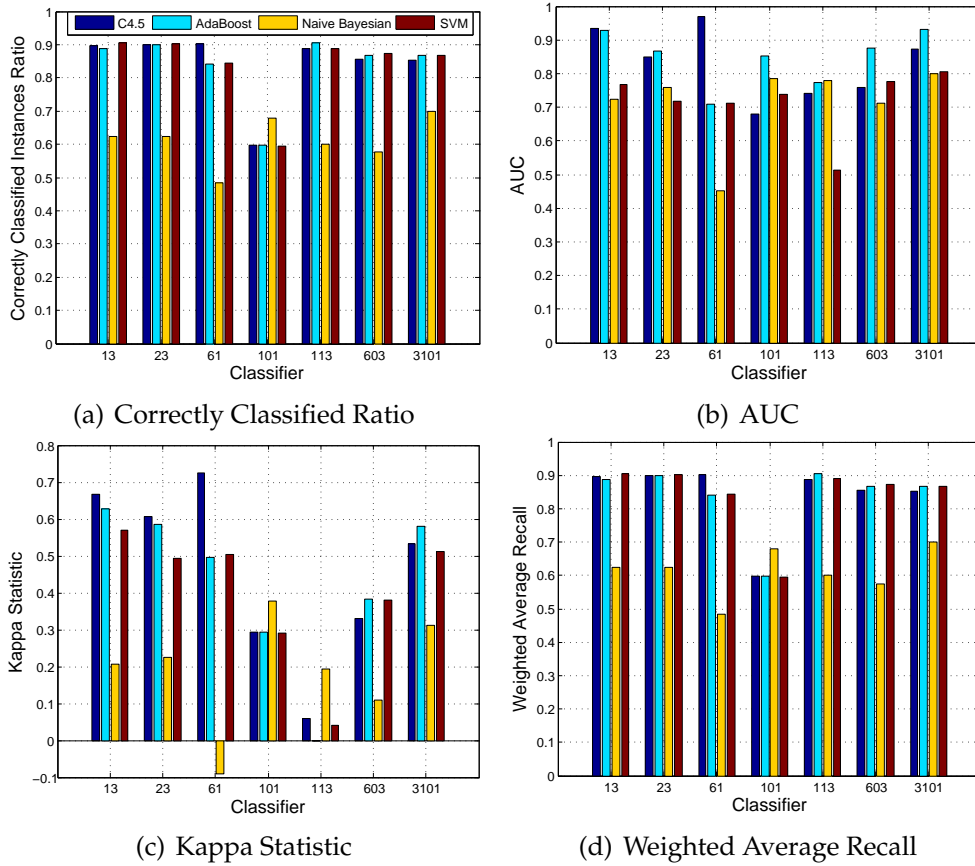 C4.5 AdaBoost Naive Bayesian SVM
1
0.9
0.8
0.7
0.6
0.5
0.4
0.3
0.2
0.1
0
Correctly Classified Instances Ratio
13 23 61 101 113 603 3101
Classifier
(a) Correctly Classified Ratio
1
0.9
0.8
0.7
0.6
0.5
0.4
0.3
0.2
0.1
0
AUC
13 23 61 101 113 603 3101
Classifier
(b) AUC
0.8
0.7
0.6
0.5
0.4
0.3
0.2
0.1
0
−0.1
Kappa Statistic
13 23 61 101 113 603 3101
Classifier
(c) Kappa Statistic
1
0.9
0.8
0.7
0.6
0.5
0.4
0.3
0.2
0.1
0
Weighted Average Recall
13 23 61 101 113 603 3101
Classifier
(d) Weighted Average Recall